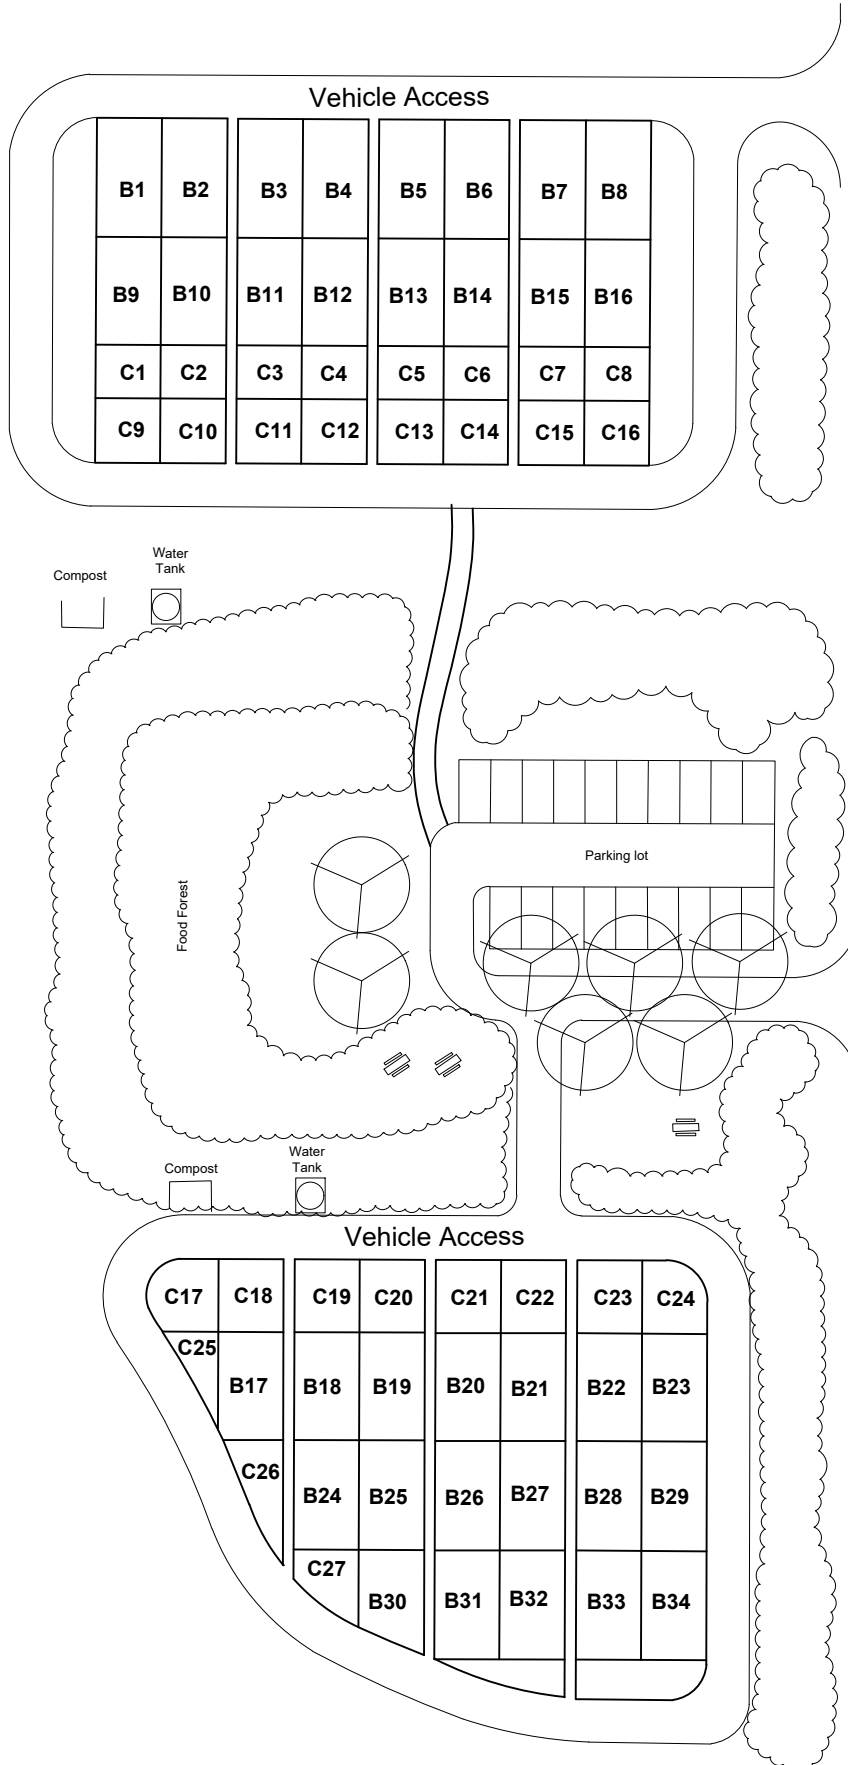 Vehicle Access
B1 B2 B3 B4 B5 B6 B7 B8
B9 B10 B11 B12 B13 B14 B15 B16
C1 C2 C3 C4 C5 C6 C7 C8
C9 C10 C11 C12 C13 C14 C15 C16
Compost
Water
Tank
Parking lot
Food Forest
Compost
Water
Tank
Vehicle Access
C17 C18 C19 C20 C21 C22 C23 C24
C25
B17 B18 B19 B20 B21 B22 B23
C26
B24 B25 B26 B27 B28 B29
C27
B30 B31 B32 B33 B34